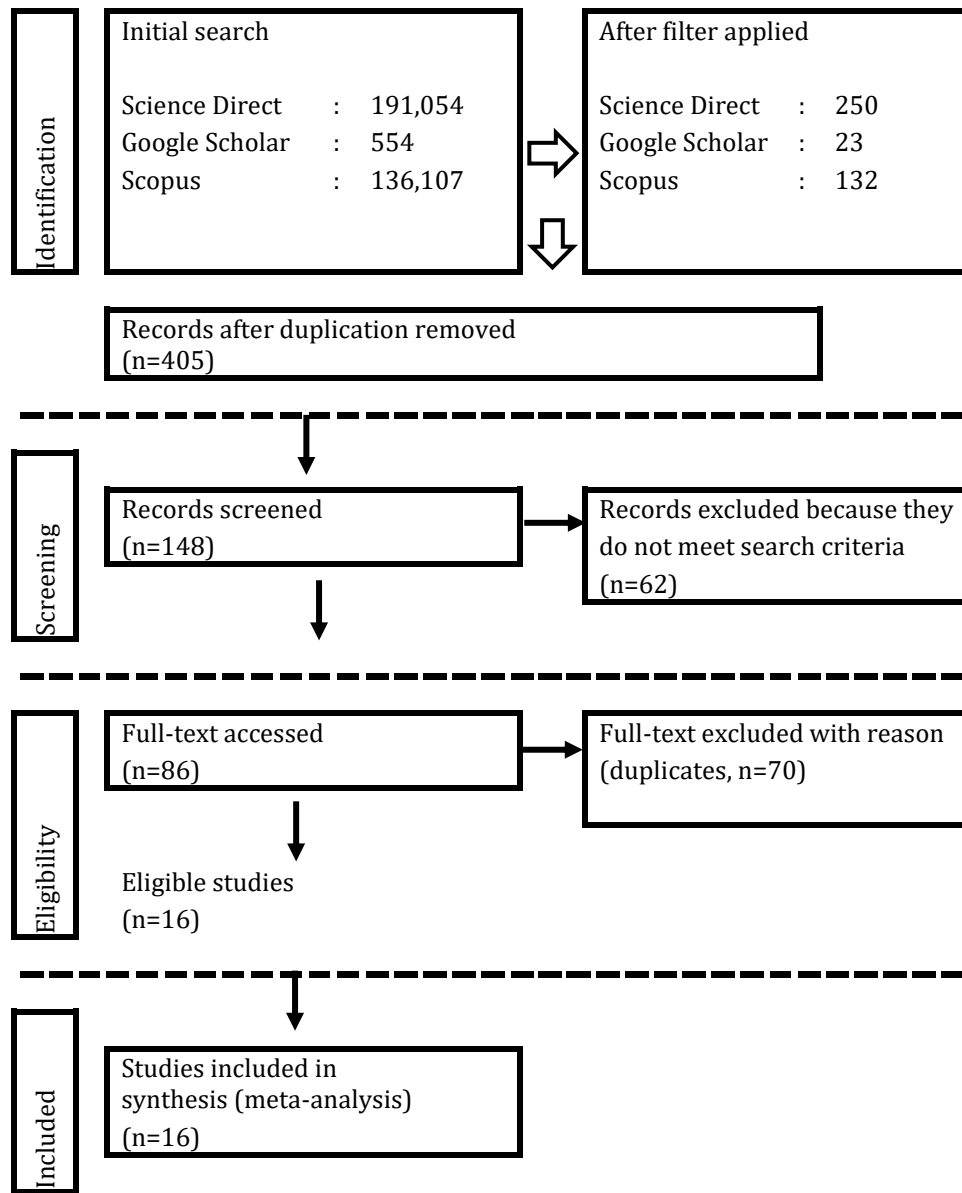 Identification
Initial search
Science Direct : 191,054
Google Scholar : 554
Scopus : 136,107
After filter applied
Science Direct : 250
Google Scholar : 23
Scopus : 132
Records after duplication removed
(n=405)
Screening
Records screened
(n=148)
Records excluded because they
do not meet search criteria
(n=62)
Eligibility
Full-text accessed
(n=86)
Full-text excluded with reason
(duplicates, n=70)
Eligible studies
(n=16)
Included
Studies included in
synthesis (meta-analysis)
(n=16)